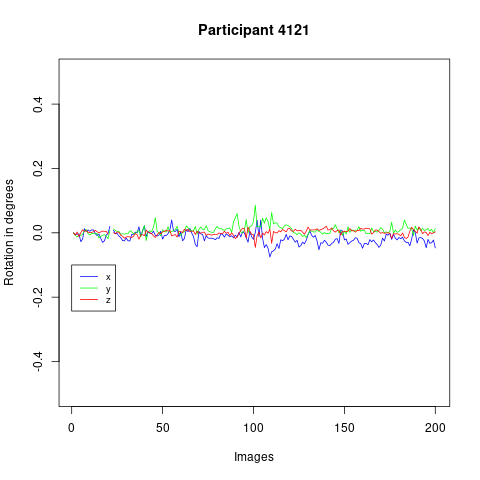 Participant 4121
Rotation in degrees
0.4
0.2
0.0
-0.2
-0.4
x
y
z
0 50 100 150 200
Images